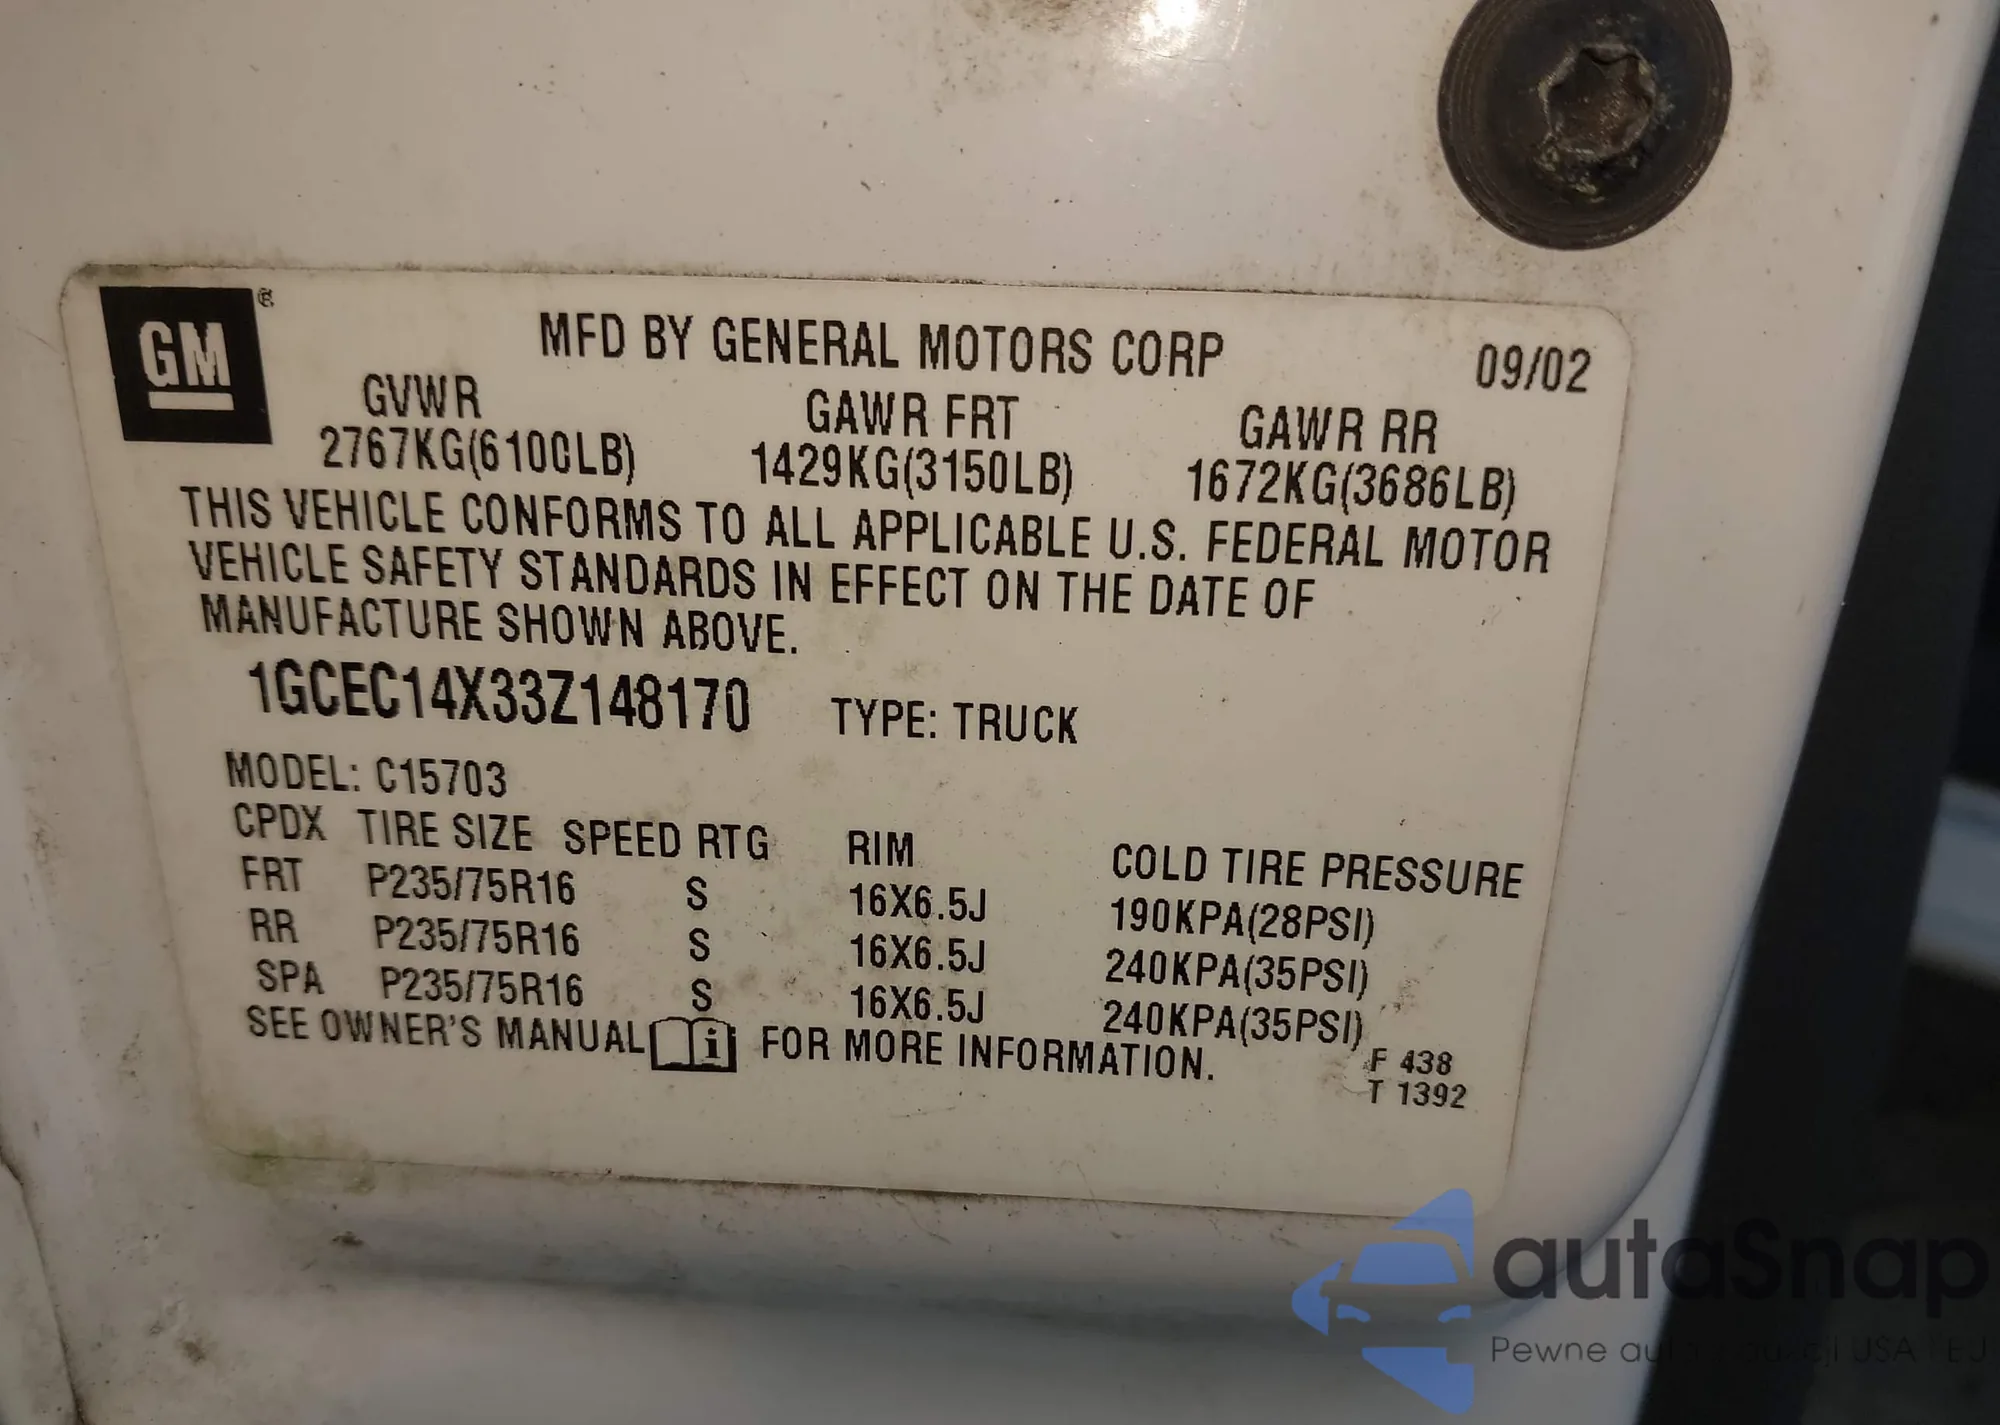 GM ®
MFD BY GENERAL MOTORS CORP 09/02
GVWR GAWR FRT GAWR RR
2767KG(6100LB) 1429KG(3150LB) 1672KG(3686LB)
THIS VEHICLE CONFORMS TO ALL APPLICABLE U.S. FEDERAL MOTOR
VEHICLE SAFETY STANDARDS IN EFFECT ON THE DATE OF
MANUFACTURE SHOWN ABOVE.
1GCEC14X33Z148170 TYPE: TRUCK
MODEL: C15703
CPDX TIRE SIZE SPEED RTG RIM COLD TIRE PRESSURE
FRT P235/75R16 S 16X6.5J 190KPA(28PSI)
RR P235/75R16 S 16X6.5J 240KPA(35PSI)
SPA P235/75R16 S 16X6.5J 240KPA(35PSI)
SEE OWNER'S MANUAL i FOR MORE INFORMATION.
F 438
T 1392
autaSnap
Pewne auta USA